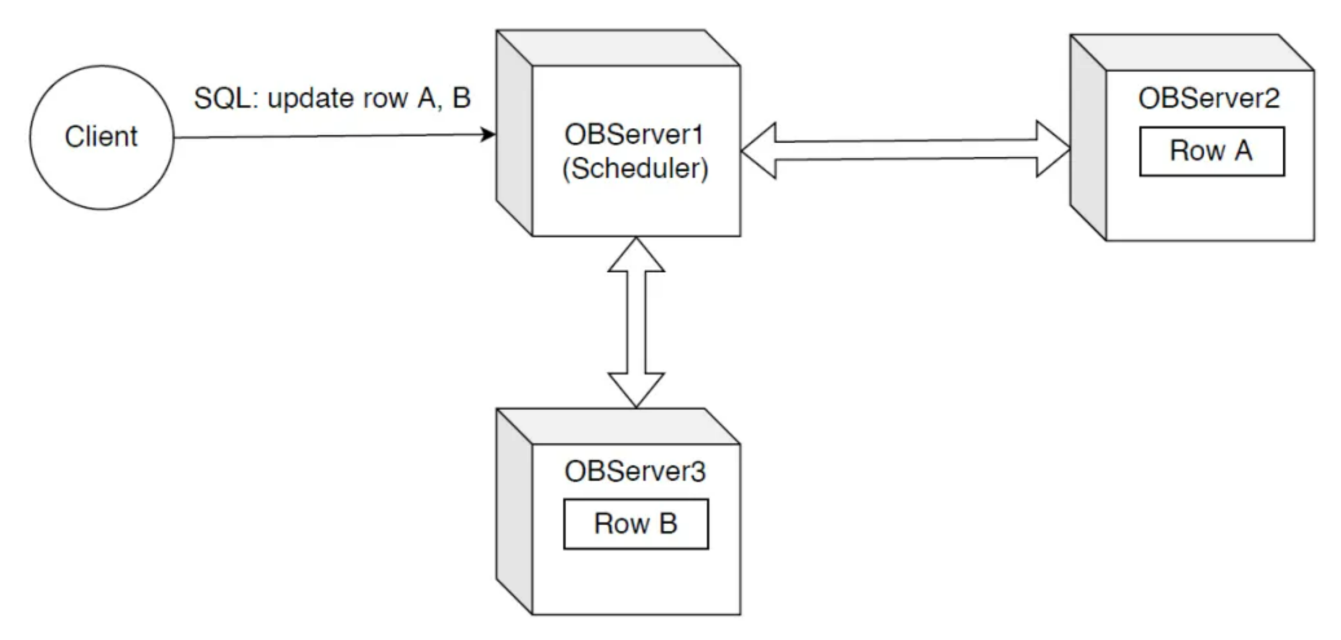 Client
SQL: update row A, B
OBServer1
(Scheduler)
OBServer2
Row A
OBServer3
Row B